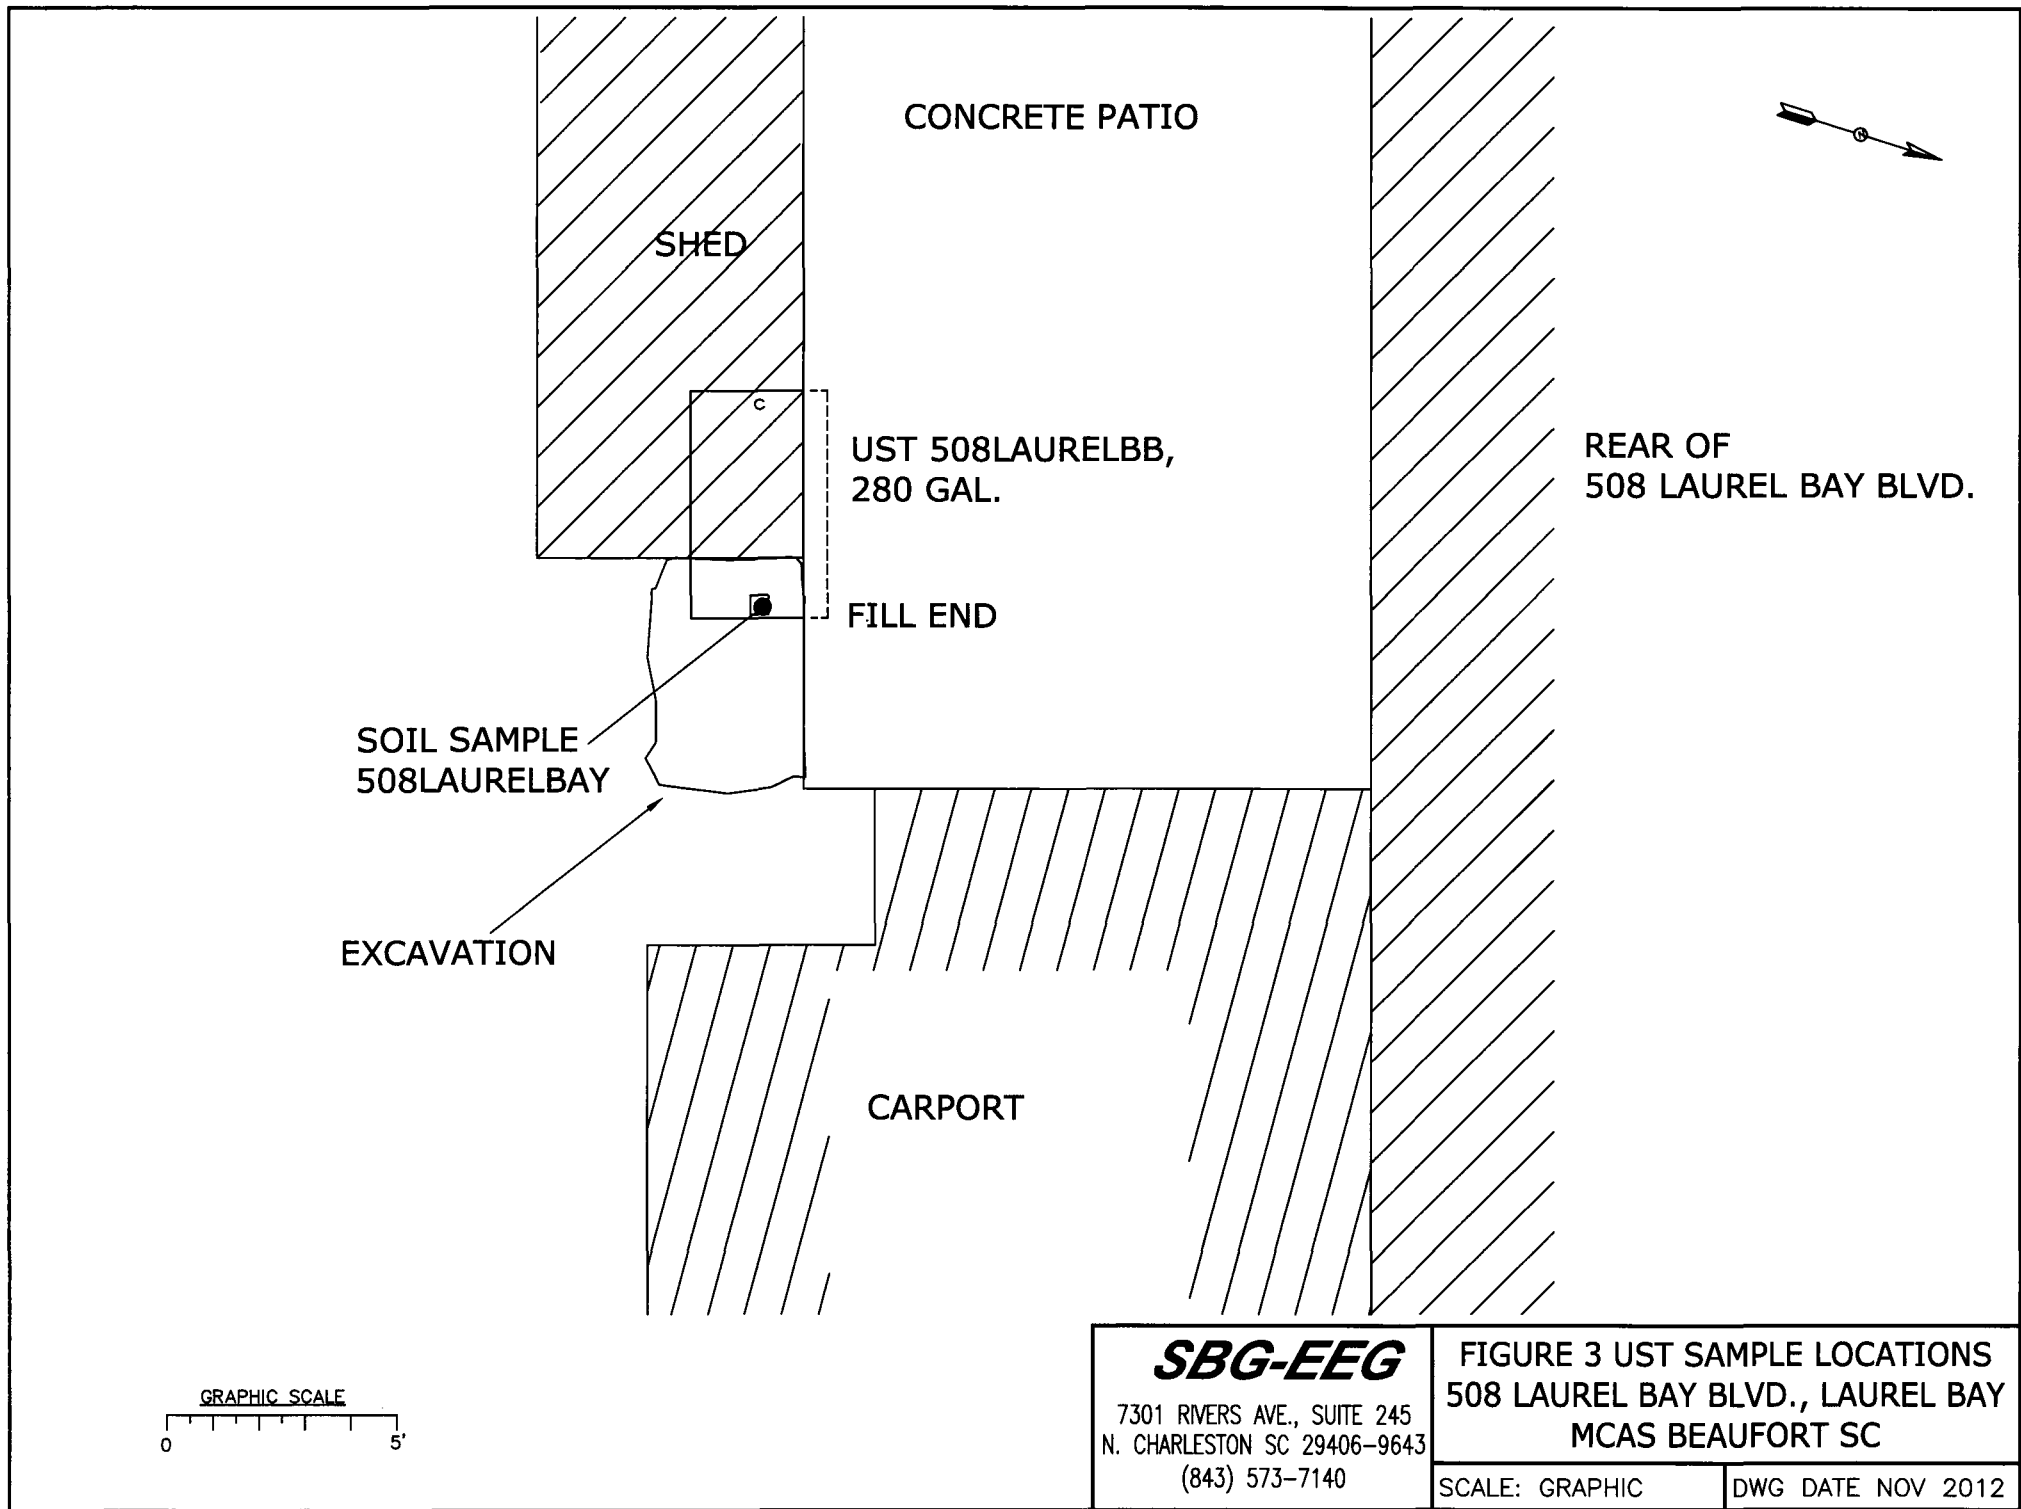 CONCRETE PATIO
N
SHED
C
UST 508LAURELBB,
280 GAL.
REAR OF
508 LAUREL BAY BLVD.
FILL END
SOIL SAMPLE
508LAURELBAY
EXCAVATION
CARPORT
GRAPHIC SCALE
0 5'
SBG-EEG
7301 RIVERS AVE., SUITE 245
N. CHARLESTON SC 29406-9643
(843) 573-7140
FIGURE 3 UST SAMPLE LOCATIONS
508 LAUREL BAY BLVD., LAUREL BAY
MCAS BEAUFORT SC
SCALE: GRAPHIC
DWG DATE NOV 2012